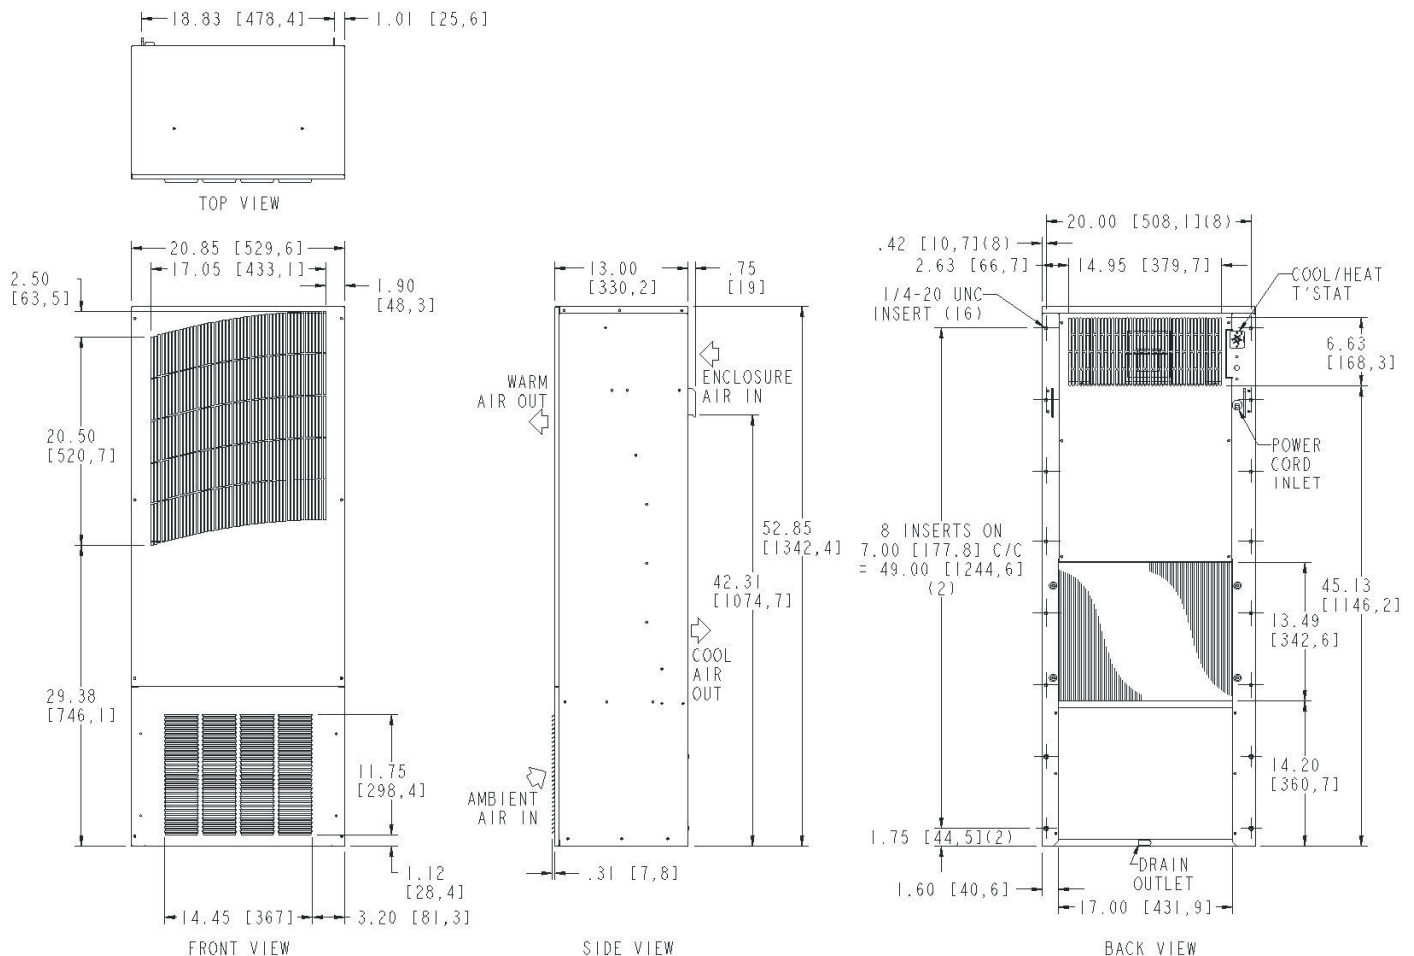 18.83 [478,4]
1.01 [25,6]
TOP VIEW
20.85 [529,6]
17.05 [433,1]
2.50
[63,5]
1.90
[48,3]
20.50
[520,7]
29.38
[746,1]
11.75
[298,4]
1.12
[28,4]
14.45 [367]
3.20 [81,3]
FRONT VIEW
13.00
[330,2]
.75
[19]
WARM
AIR OUT
ENCLOSURE
AIR IN
52.85
[1342,4]
42.31
[1074,7]
COOL
AIR
OUT
AMBIENT
AIR IN
.31 [7,8]
SIDE VIEW
20.00 [508,1](8)
.42 [10,7](8)
2.63 [66,7]
14.95 [379,7]
COOL/HEAT
T'STAT
1/4-20 UNC
INSERT (16)
6.63
[168,3]
POWER
CORD
INLET
8 INSERTS ON
7.00 [177.8] C/C
= 49.00 [1244,6]
(2)
45.13
[1146,2]
13.49
[342,6]
14.20
[360,7]
1.75 [44,5](2)
DRAIN
OUTLET
1.60 [40,6]
17.00 [431,9]
BACK VIEW